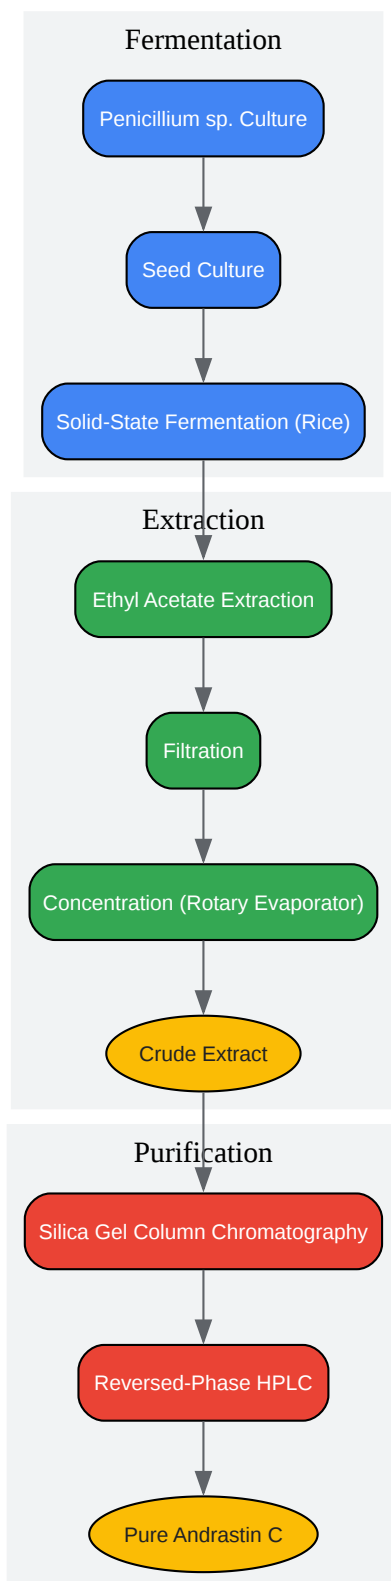 Fermentation
Penicillium sp. Culture
Seed Culture
Solid-State Fermentation (Rice)
Extraction
Ethyl Acetate Extraction
Filtration
Concentration (Rotary Evaporator)
Crude Extract
Purification
Silica Gel Column Chromatography
Reversed-Phase HPLC
Pure Andrastin C